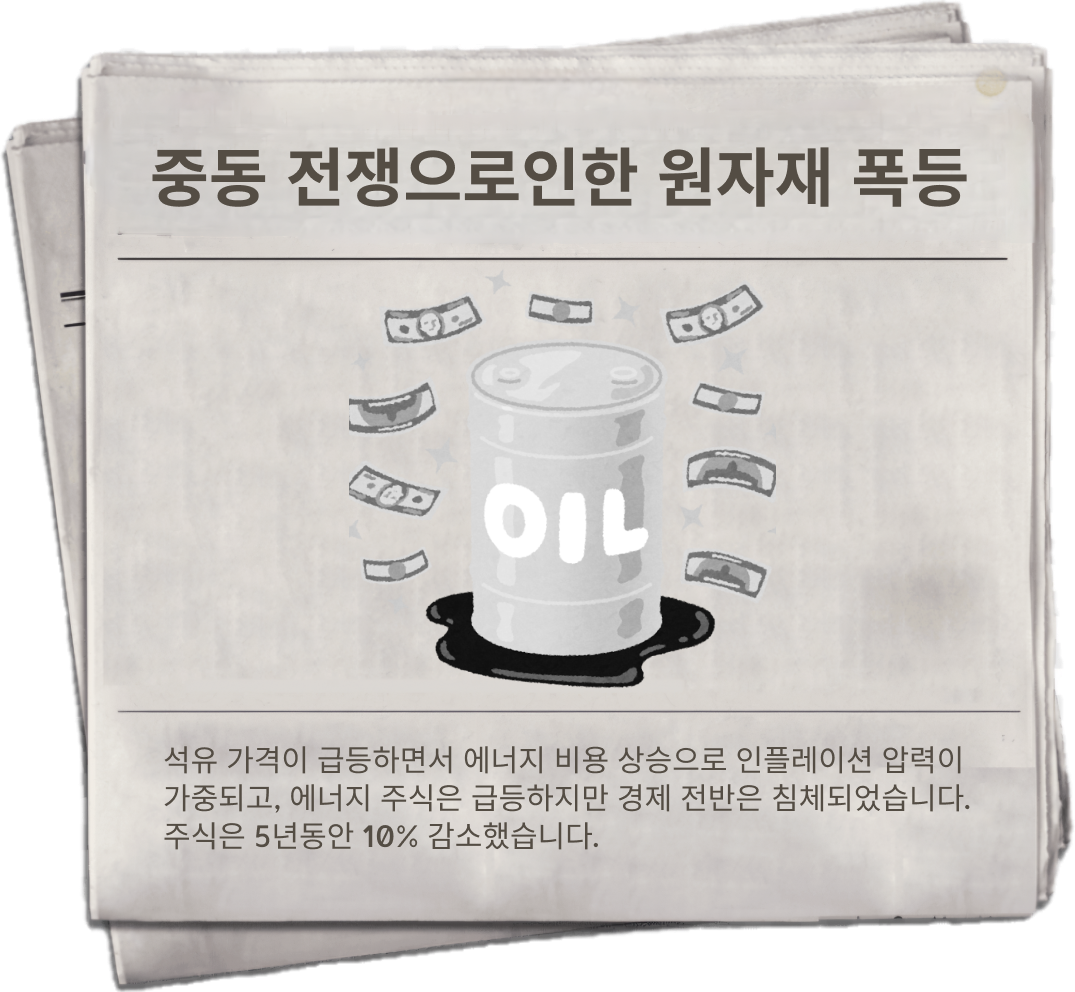 중동 전쟁으로인한 원자재 폭등
OIL
석유 가격이 급등하면서 에너지 비용 상승으로 인플레이션 압력이
가중되고, 에너지 주식은 급등하지만 경제 전반은 침체되었습니다.
주식은 5년동안 10% 감소했습니다.